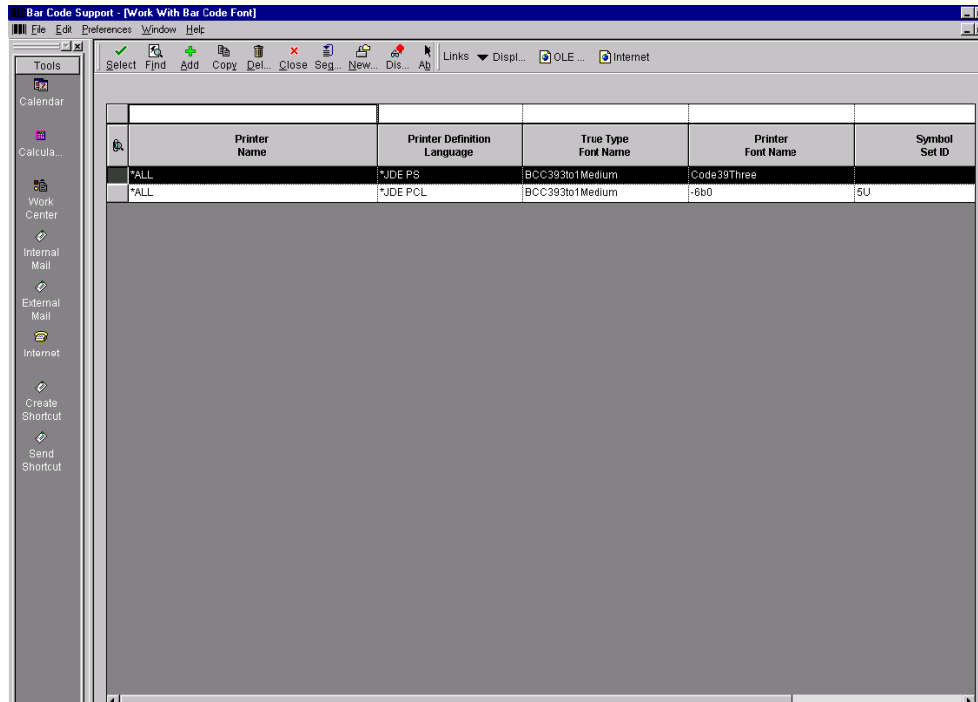 Bar Code Support - [Work With Bar Code Font]
File Edit Preferences Window Help
Select Find Add Copy Del... Close Seq... New... Dis... Ab Links Displ... OLE ... Internet
Tools
Calendar
Calcula...
Work
Center
Internal
Mail
External
Mail
Internet
Create
Shortcut
Send
Shortcut
Printer
Name
Printer Definition
Language
True Type
Font Name
Printer
Font Name
Symbol
Set ID
*ALL *JDE PS BCC393to1Medium Code39Three
*ALL *JDE PCL BCC393to1Medium -6b0 5U